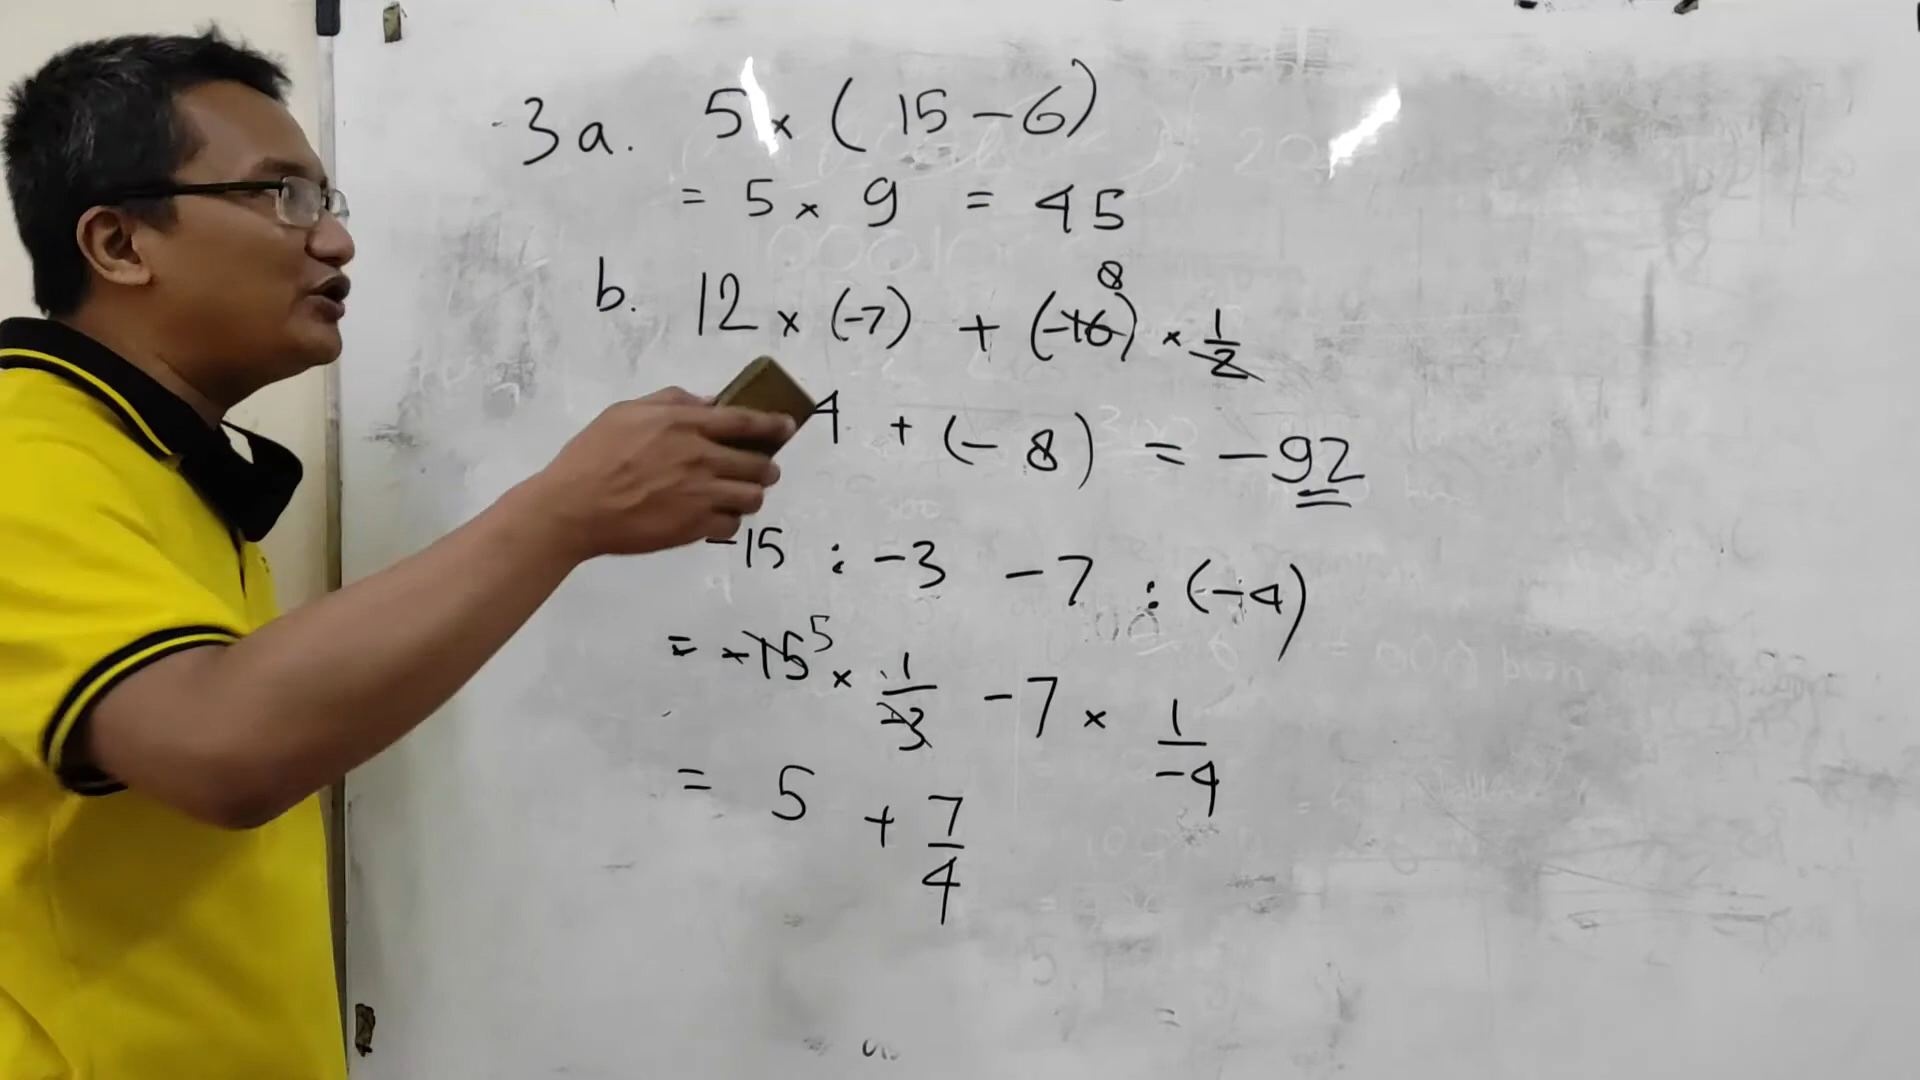 3 a. 5 × ( 15 - 6 )
= 5 × 9 = 45
8
b. 12 × (-7) + (-16) × 1/2
4 + (- 8) = -92
-15 : -3 -7 : (-4)
= -15 5 × 1/-3 -7 × 1/-4
= 5 + 7/4